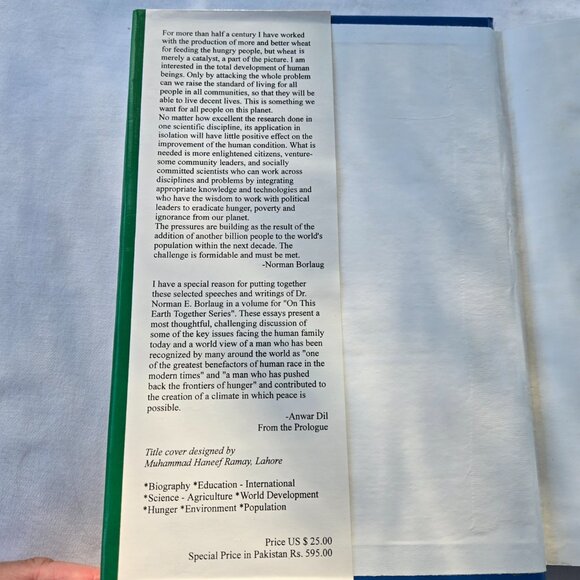 For more than half a century I have worked
with the production of more and better wheat
for feeding the hungry people, but wheat is
merely a catalyst, a part of the picture. I am
interested in the total development of human
beings. Only by attacking the whole problem
can we raise the standard of living for all
people in all communities, so that they will be
able to live decent lives. This is something we
want for all people on this planet.
No matter how excellent the research done in
one scientific discipline, its application in
isolation will have little positive effect on the
improvement of the human condition. What is
needed is more enlightened citizens, venture-
some community leaders, and socially
committed scientists who can work across
disciplines and problems by integrating
appropriate knowledge and technologies and
who have the wisdom to work with political
leaders to eradicate hunger, poverty and
ignorance from our planet.
The pressures are building as the result of the
addition of another billion people to the world's
population within the next decade. The
challenge is formidable and must be met.
-Norman Borlaug
I have a special reason for putting together
these selected speeches and writings of Dr.
Norman E. Borlaug in a volume for "On This
Earth Together Series". These essays present a
most thoughtful, challenging discussion of
some of the key issues facing the human family
today and a world view of a man who has been
recognized by many around the world as "one
of the greatest benefactors of human race in the
modern times" and "a man who has pushed
back the frontiers of hunger" and contributed to
the creation of a climate in which peace is
possible.
-Anwar Dil
From the Prologue
Title cover designed by
Muhammad Haneef Ramay, Lahore
*Biography *Education - International
*Science - Agriculture *World Development
*Hunger *Environment *Population
Price US $ 25.00
Special Price in Pakistan Rs. 595.00